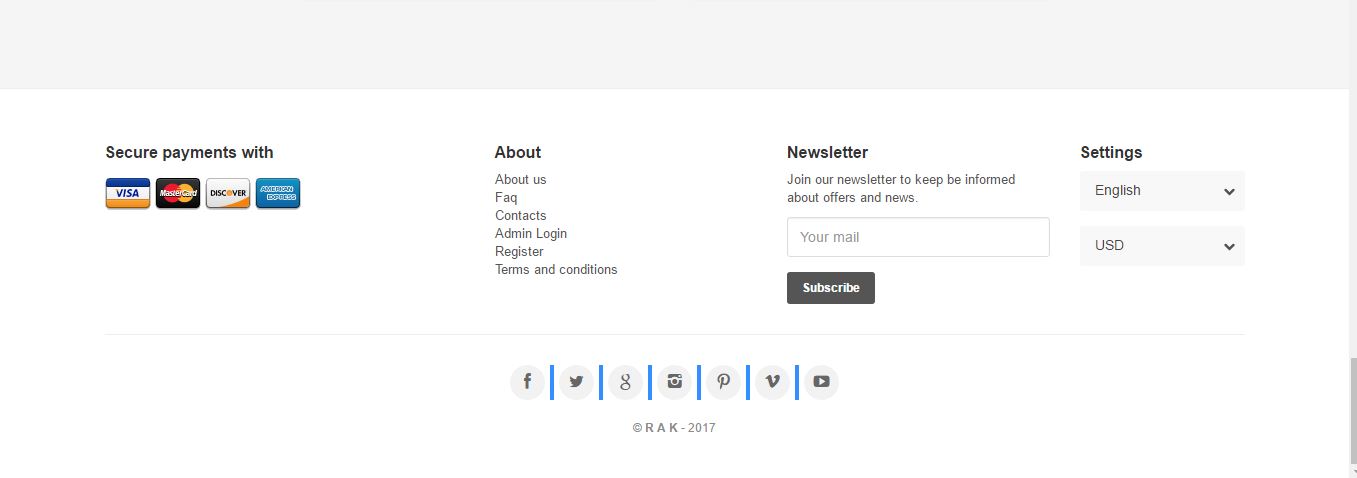 Secure payments with
VISA MasterCard DISCOVER AMERICAN EXPRESS
About
About us
Faq
Contacts
Admin Login
Register
Terms and conditions
Newsletter
Join our newsletter to keep be informed
about offers and news.
Your mail
Subscribe
Settings
English
USD
© R A K - 2017